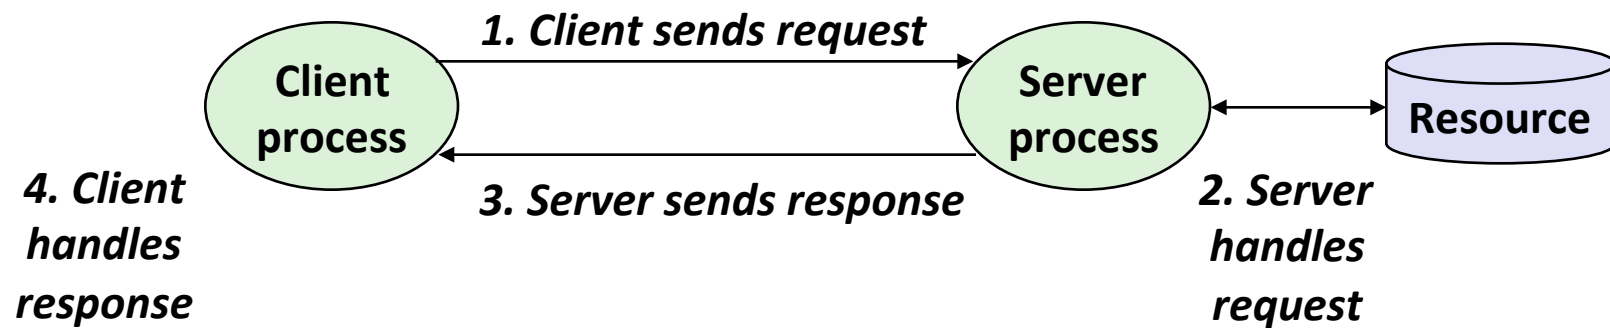 1. Client sends request
Client
process
Server
process
Resource
3. Server sends response
4. Client
handles
response
2. Server
handles
request